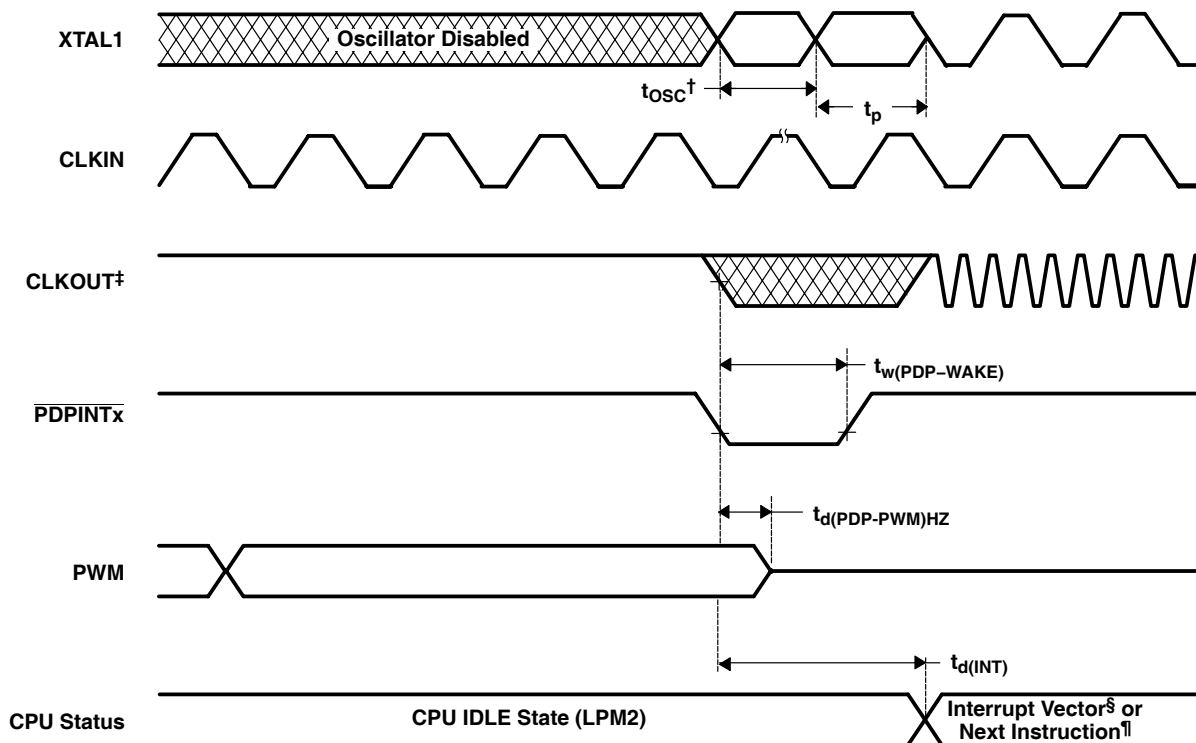 XTAL1
Oscillator Disabled
tOSC†
tp
CLKIN
CLKOUT‡
tw(PDP–WAKE)
PDPINTx
td(PDP-PWM)HZ
PWM
td(INT)
CPU Status
CPU IDLE State (LPM2)
Interrupt Vector§ or
Next Instruction¶